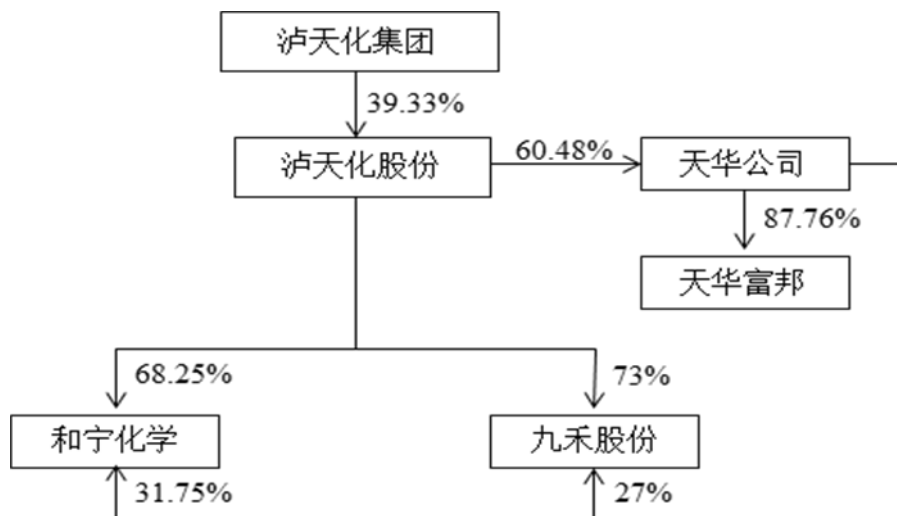 泸天化集团
39.33%
泸天化股份
60.48%
天华公司
87.76%
天华富邦
68.25%
73%
和宁化学
九禾股份
31.75%
27%